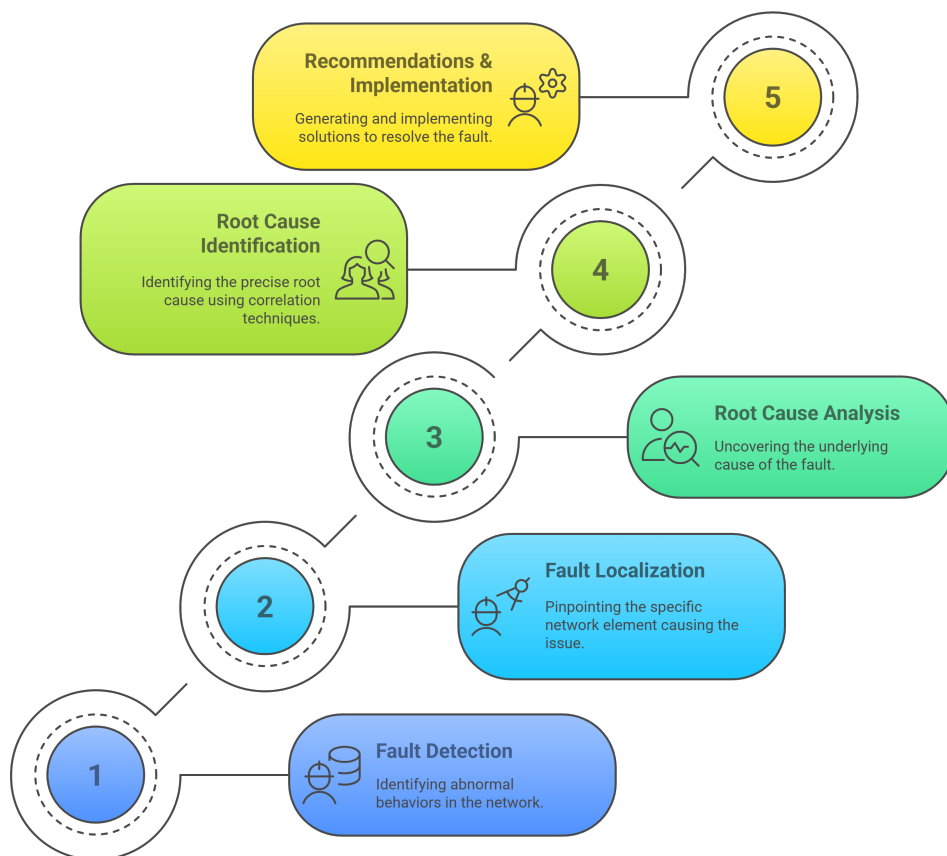 Recommendations &
Implementation
Generating and implementing
solutions to resolve the fault.
5
Root Cause
Identification
Identifying the precise root
cause using correlation
techniques.
4
3
Root Cause Analysis
Uncovering the underlying
cause of the fault.
2
Fault Localization
Pinpointing the specific
network element causing the
issue.
1
Fault Detection
Identifying abnormal
behaviors in the network.